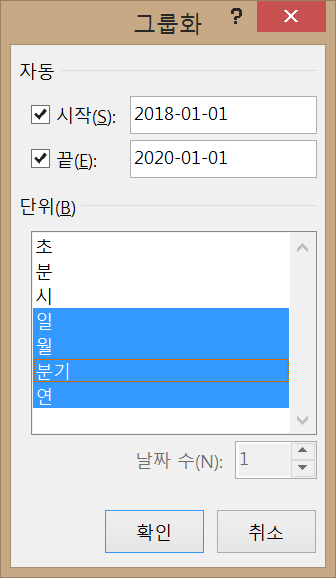 그룹화 ?
자동
시작(S): 2018-01-01
끝(E): 2020-01-01
단위(B)
초
분
시
일
월
분기
연
날짜 수(N): 1
확인 취소